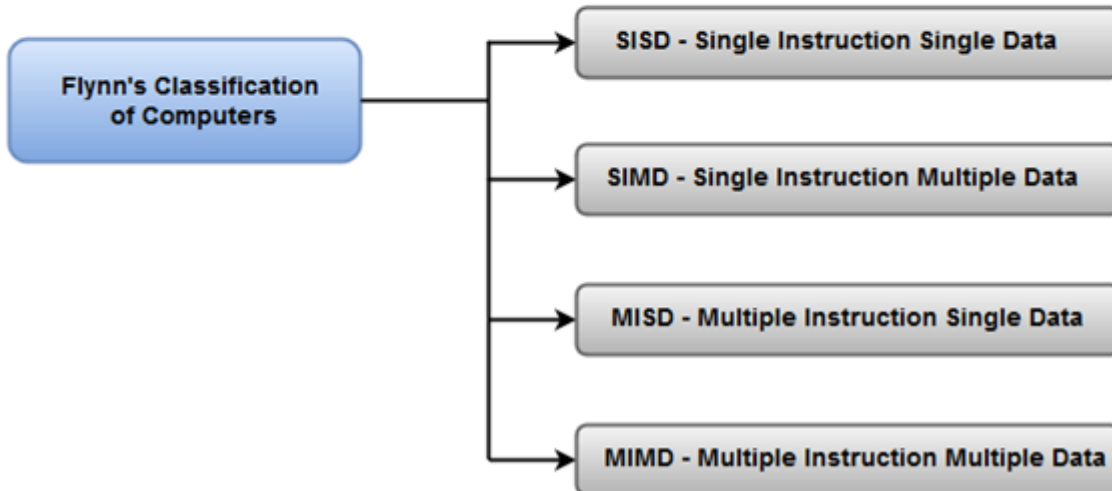 Flynn's Classification
of Computers
SISD - Single Instruction Single Data
SIMD - Single Instruction Multiple Data
MISD - Multiple Instruction Single Data
MIMD - Multiple Instruction Multiple Data